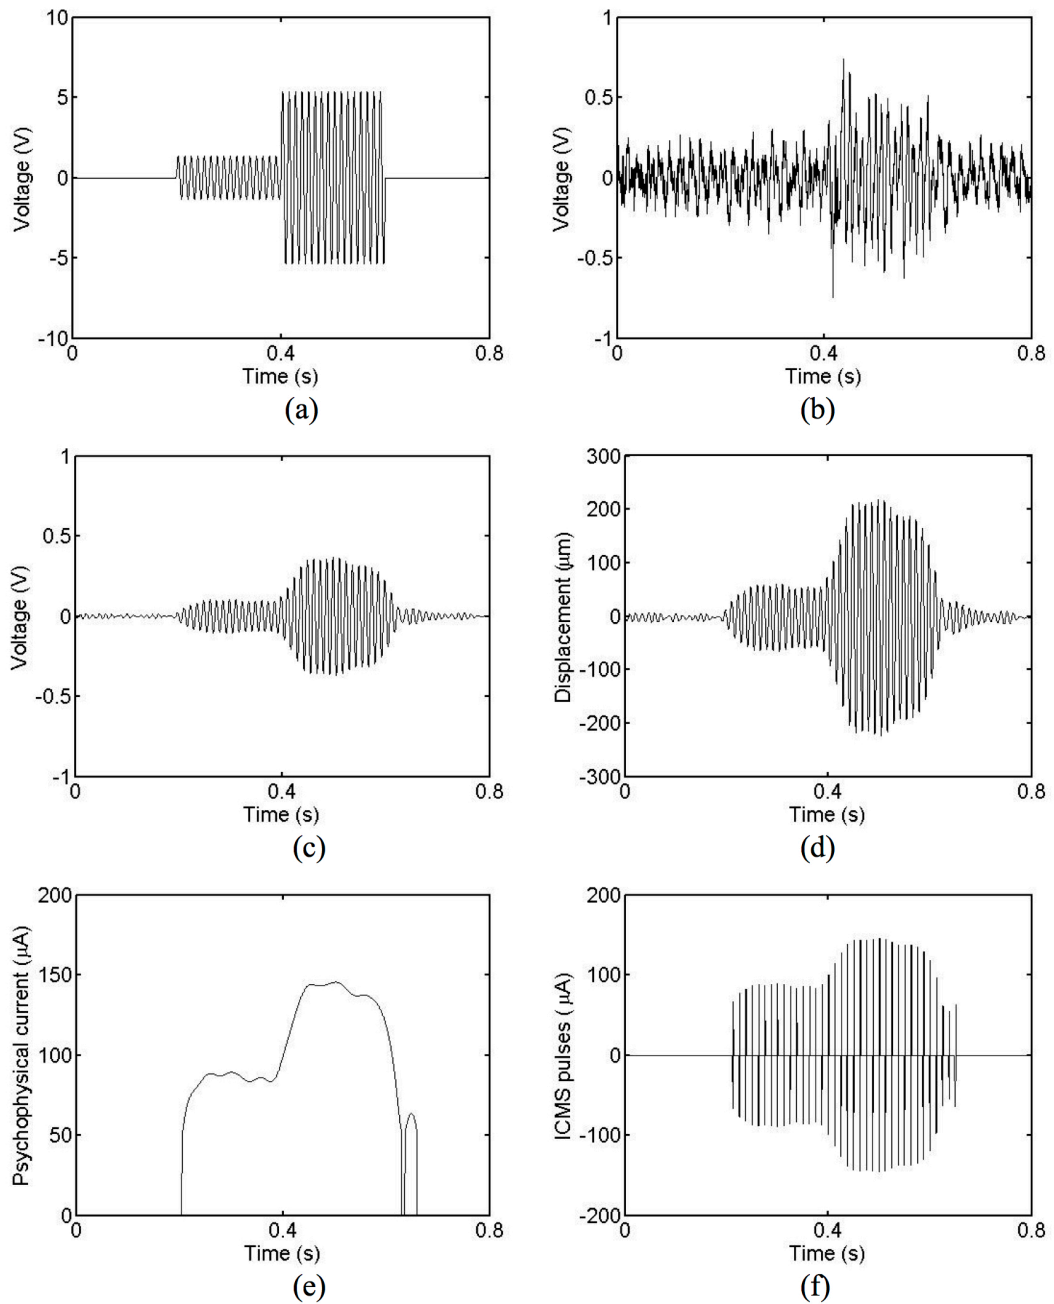 10
5
0
-5
-10
Voltage (V)
0
0.4
0.8
Time (s)
(a)
1
0.5
0
-0.5
-1
Voltage (V)
0
0.4
0.8
Time (s)
(b)
1
0.5
0
-0.5
-1
Voltage (V)
0
0.4
0.8
Time (s)
(c)
300
200
100
0
-100
-200
-300
Displacement (μm)
0
0.4
0.8
Time (s)
(d)
200
150
100
50
0
Psychophysical current (μA)
0
0.4
0.8
Time (s)
(e)
200
100
0
-100
-200
ICMS pulses ( μA)
0
0.4
0.8
Time (s)
(f)